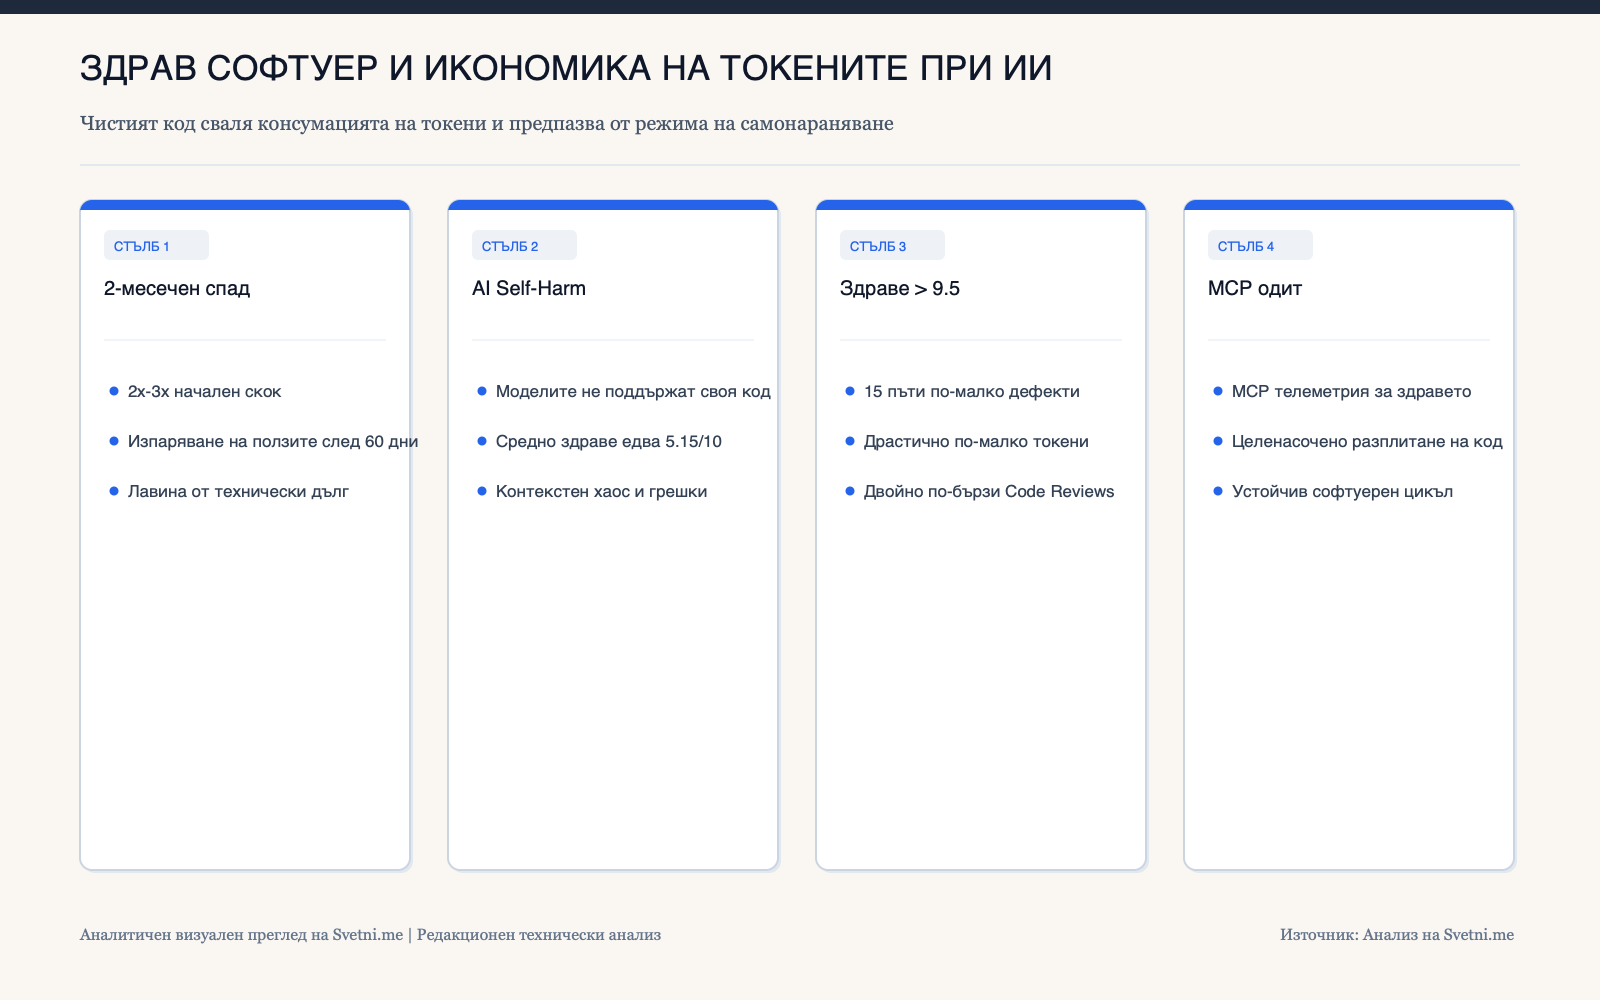 ЗДРАВ СОФТУЕР И ИКОНОМИКА НА ТОКЕНИТЕ ПРИ ИИ
Чистият код сваля консумацията на токени и предпазва от режима на самонараняване
СТЪЛБ 1
2-месечен спад
2x-3x начален скок
Изпаряване на ползите след 60 дни
Лавина от технически дълг
СТЪЛБ 2
AI Self-Harm
Моделите не поддържат своя код
Средно здраве едва 5.15/10
Контекстен хаос и грешки
СТЪЛБ 3
Здраве > 9.5
15 пъти по-малко дефекти
Драстично по-малко токени
Двойно по-бързи Code Reviews
СТЪЛБ 4
MCP одит
MCP телеметрия за здравето
Целенасочено разплитане на код
Устойчив софтуерен цикъл
Аналитичен визуален преглед на Svetni.me | Редакционен технически анализ
Източник: Анализ на Svetni.me